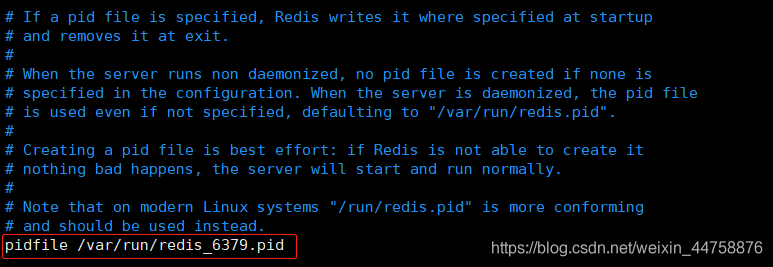 # If a pid file is specified, Redis writes it where specified at startup
# and removes it at exit.
#
# When the server runs non daemonized, no pid file is created if none is
# specified in the configuration. When the server is daemonized, the pid file
# is used even if not specified, defaulting to "/var/run/redis.pid".
#
# Creating a pid file is best effort: if Redis is not able to create it
# nothing bad happens, the server will start and run normally.
#
# Note that on modern Linux systems "/run/redis.pid" is more conforming
# and should be used instead.
pidfile /var/run/redis_6379.pid
https://blog.csdn.net/weixin_44758876